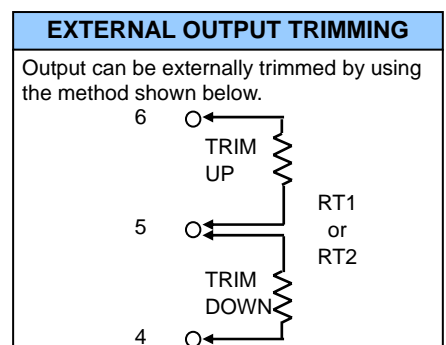 EXTERNAL OUTPUT TRIMMING
Output can be externally trimmed by using
the method shown below.
6
TRIM
UP
RT1
5
or
RT2
TRIM
DOWN
4